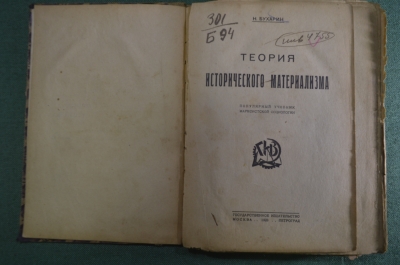 301
Б 94
Н. БУХАРИН
ТЕОРИЯ
ИСТОРИЧЕСКОГО МАТЕРИАЛИЗМА
ПОПУЛЯРНЫЙ УЧЕБНИК
МАРКСИСТСКОЙ СОЦИОЛОГИИ
ГОСУДАРСТВЕННОЕ ИЗДАТЕЛЬСТВО
МОСКВА ПЕТРОГРАД